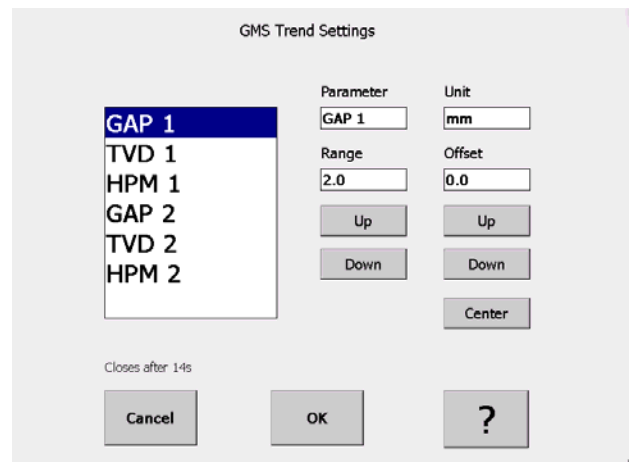 GMS Trend Settings
GAP 1
TVD 1
HPM 1
GAP 2
TVD 2
HPM 2
Parameter
GAP 1
Unit
mm
Range
2.0
Offset
0.0
Up
Up
Down
Down
Center
Closes after 14s
Cancel
OK
?